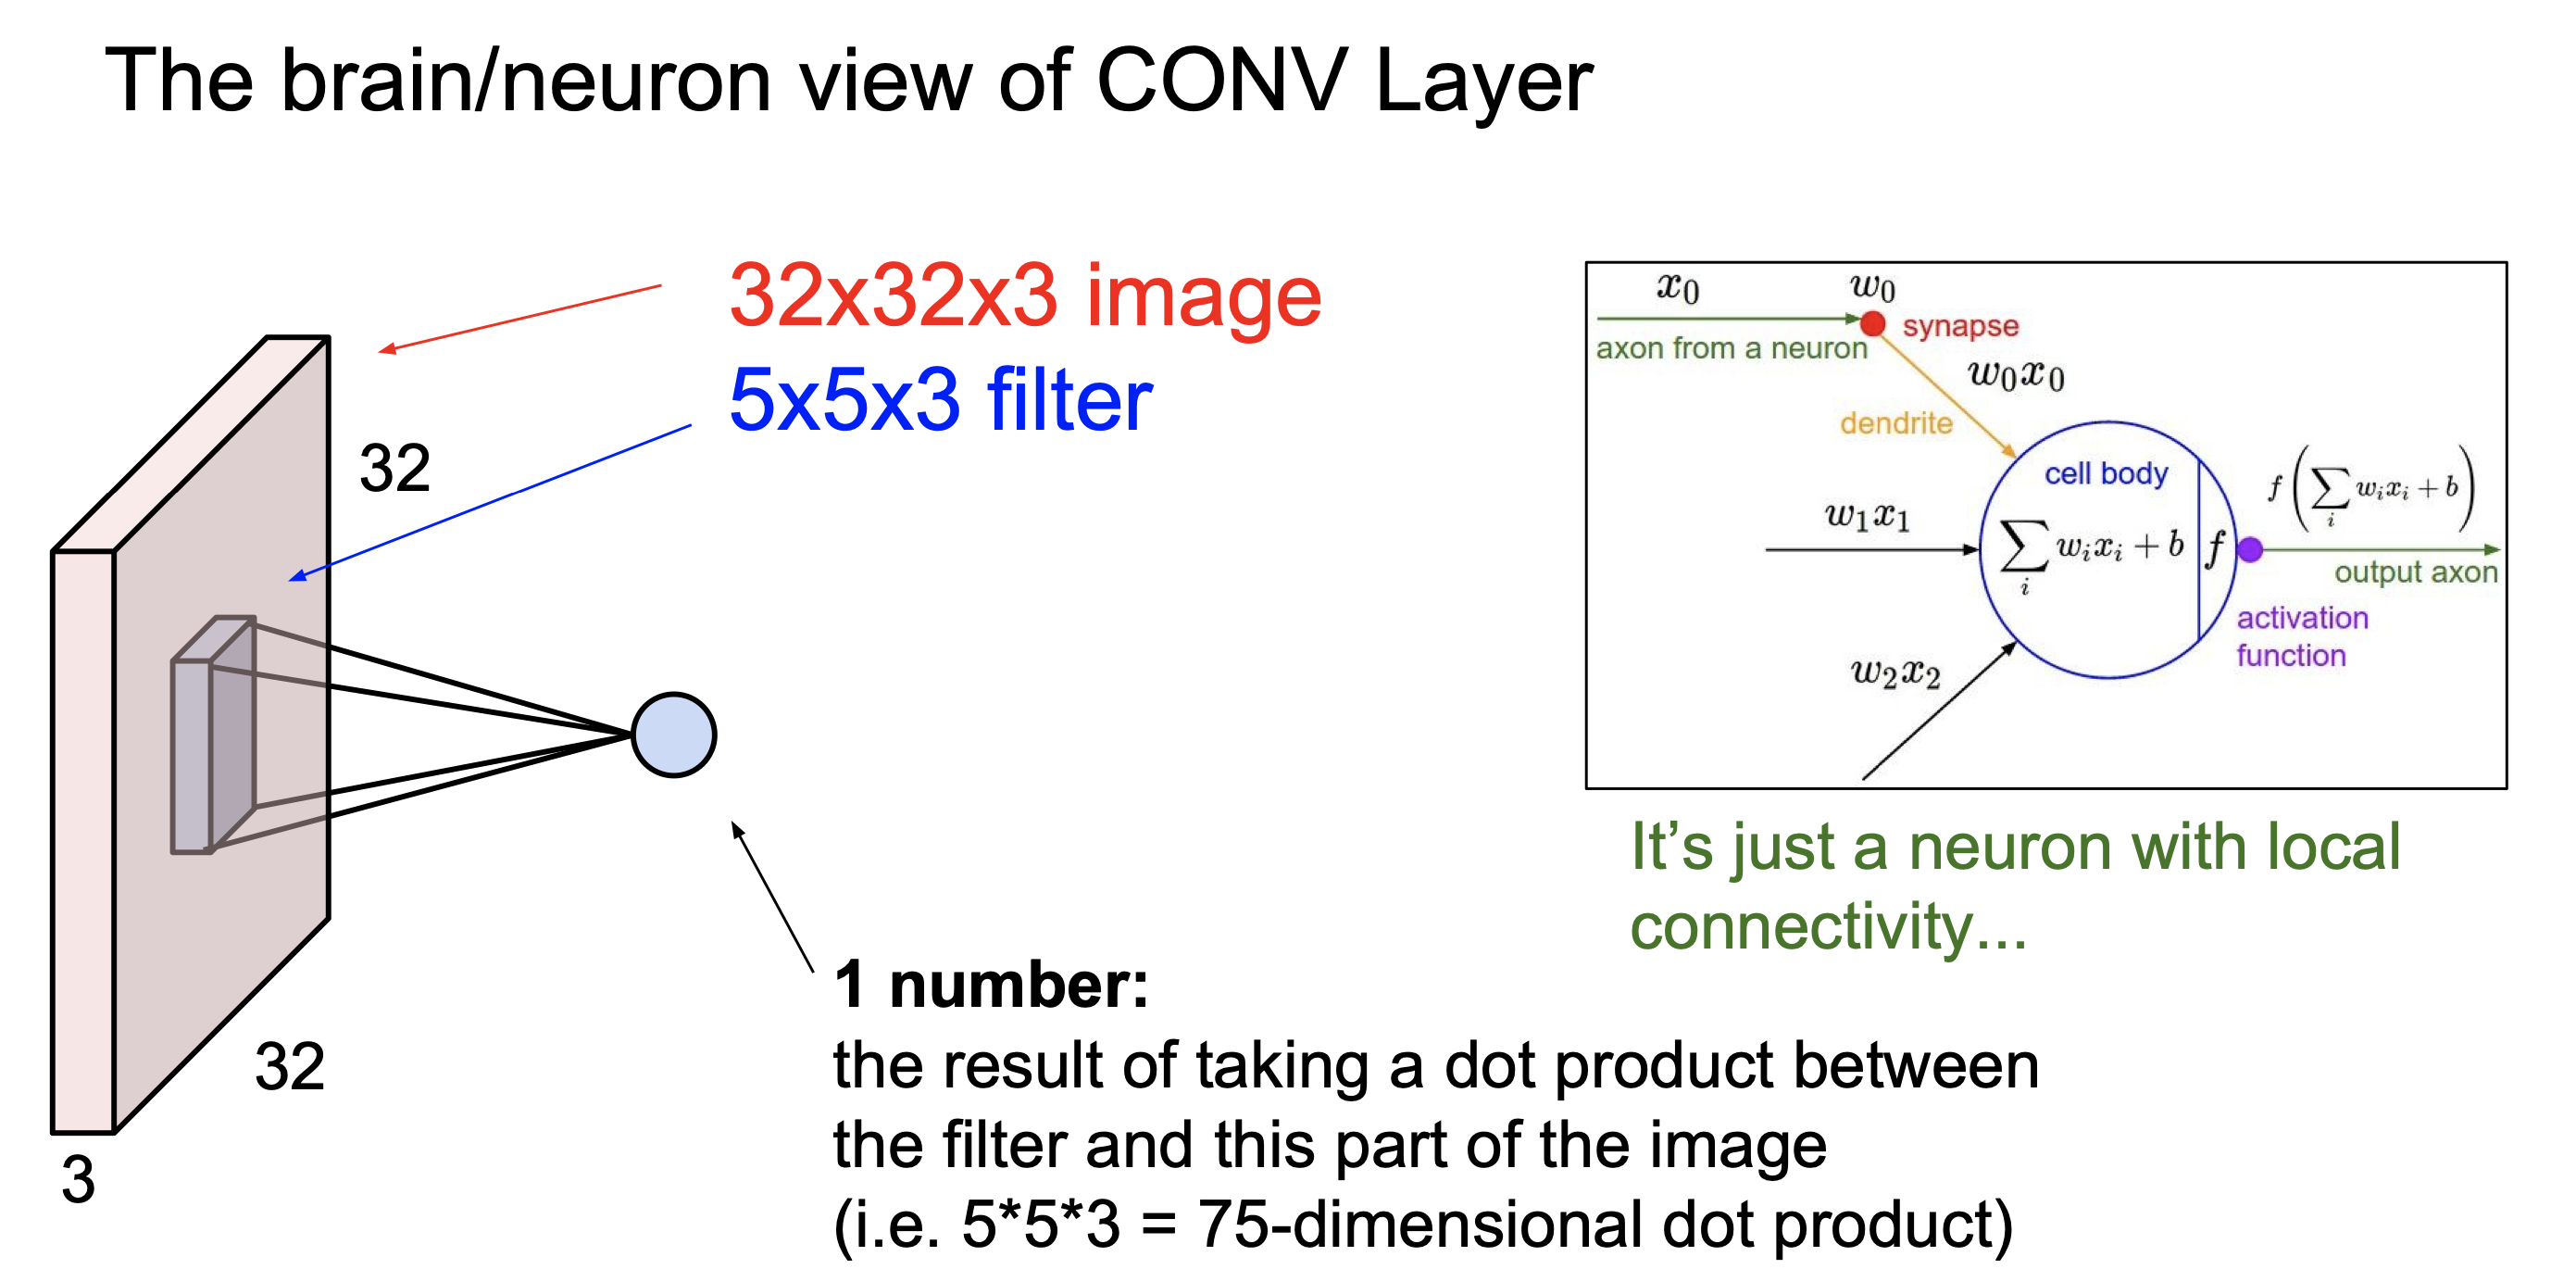 The brain/neuron view of CONV Layer
32x32x3 image
5x5x3 filter
32
32
3
1 number:
the result of taking a dot product between
the filter and this part of the image
(i.e. 5*5*3 = 75-dimensional dot product)
x₀
w₀
synapse
axon from a neuron
w₀x₀
dendrite
cell body
f(∑ᵢ wᵢxᵢ + b)
w₁x₁
∑ᵢ wᵢxᵢ + b
f
output axon
activation
function
w₂x₂
It’s just a neuron with local
connectivity...